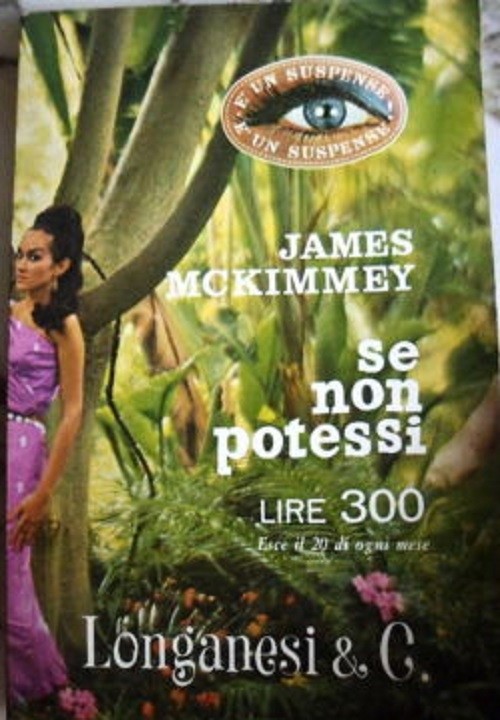 È UN SUSPENSE
È UN SUSPENSE
JAMES
MCKIMMEY
se
non
potessi
LIRE 300
Esce il 20 di ogni mese
Longanesi & C.